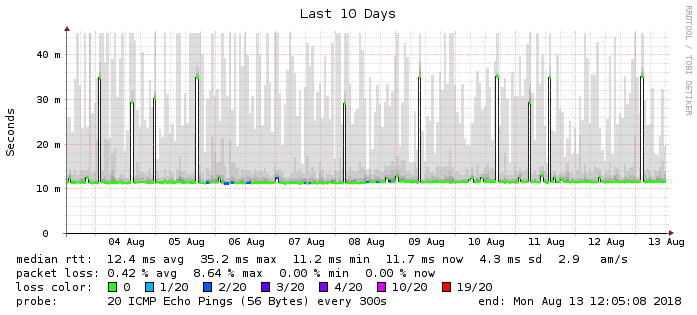 Last 10 Days
RRDTOOL / TOBI OETIKER
Seconds
40 m
30 m
20 m
10 m
0
04 Aug 05 Aug 06 Aug 07 Aug 08 Aug 09 Aug 10 Aug 11 Aug 12 Aug 13 Aug
median rtt: 12.4 ms avg 35.2 ms max 11.2 ms min 11.7 ms now 4.3 ms sd 2.9 am/s
packet loss: 0.42 % avg 8.64 % max 0.00 % min 0.00 % now
loss color: 0 1/20 2/20 3/20 4/20 10/20 19/20
probe: 20 ICMP Echo Pings (56 Bytes) every 300s end: Mon Aug 13 12:05:08 2018